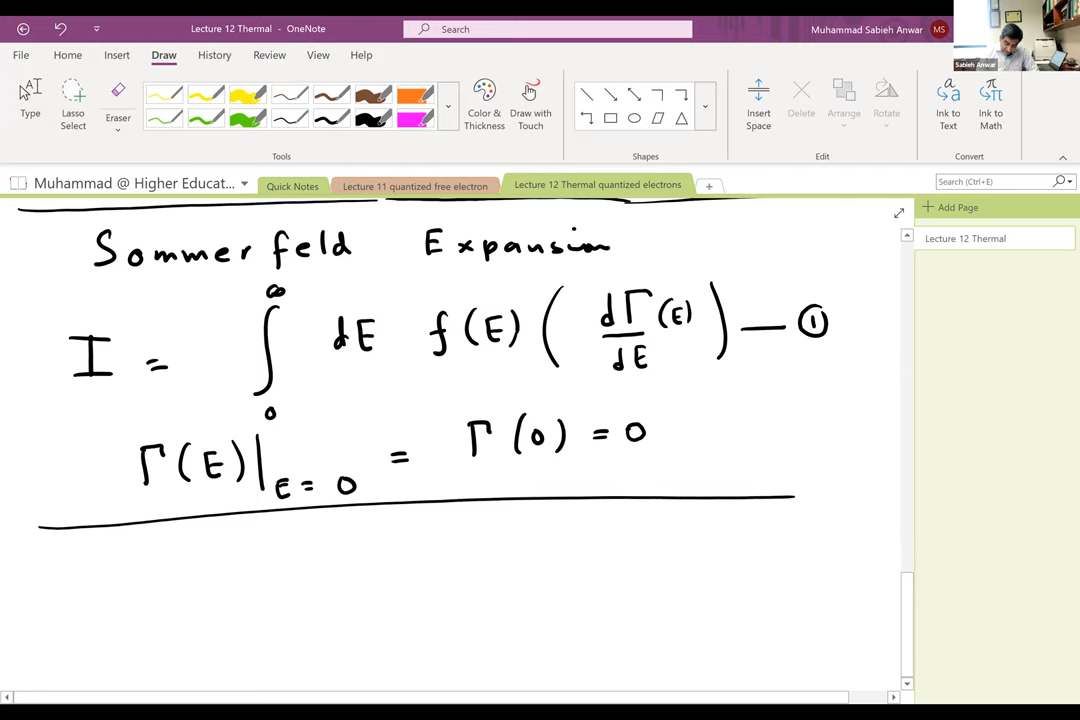 Lecture 12 Thermal - OneNote
Search
Muhammad Sabieh Anwar
MS
Sabieh Anwar
File Home Insert Draw History Review View Help
Type
Lasso Select
Eraser
Color & Thickness
Draw with Touch
Insert Space
Delete
Arrange
Rotate
a
Ink to Text
π
Ink to Math
Tools
Shapes
Edit
Convert
Muhammad @ Higher Educat...
Quick Notes
Lecture 11 quantized free electron
Lecture 12 Thermal quantized electrons
+
Search (Ctrl+E)
+ Add Page
Lecture 12 Thermal
Sommerfeld Expansion
I = ∫₀^∞ dE f(E) ( dΓ/dE (E) ) — ①
Γ(E)|E=0 = Γ(0) = 0